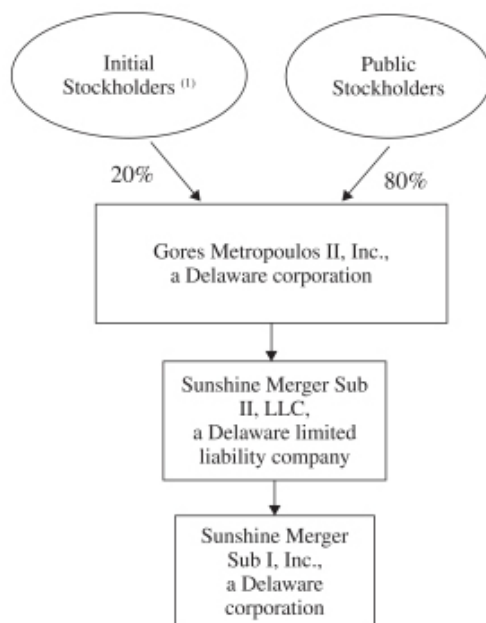 Initial
Stockholders (1)
Public
Stockholders
20%
80%
Gores Metropoulos II, Inc.,
a Delaware corporation
Sunshine Merger Sub
II, LLC,
a Delaware limited
liability company
Sunshine Merger
Sub I, Inc.,
a Delaware
corporation